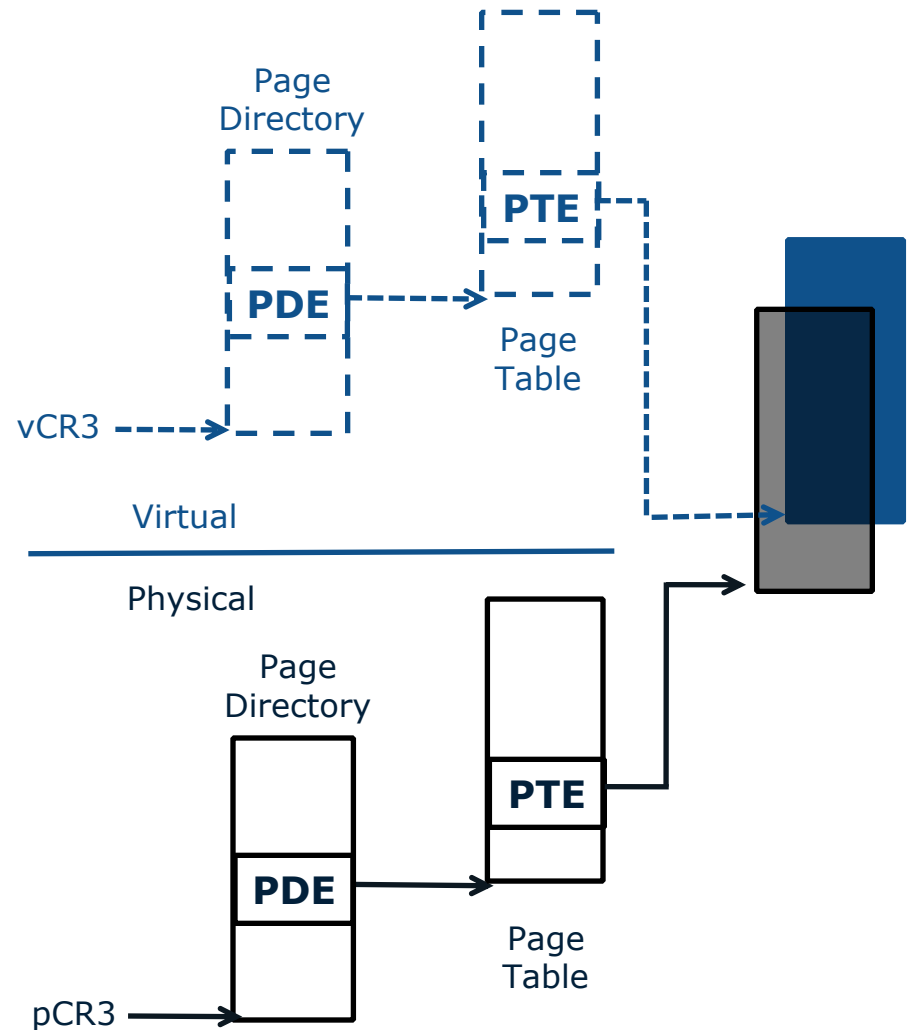 Page
Directory
PTE
PDE
Page
Table
vCR3
Virtual
Physical
Page
Directory
PTE
PDE
Page
Table
pCR3